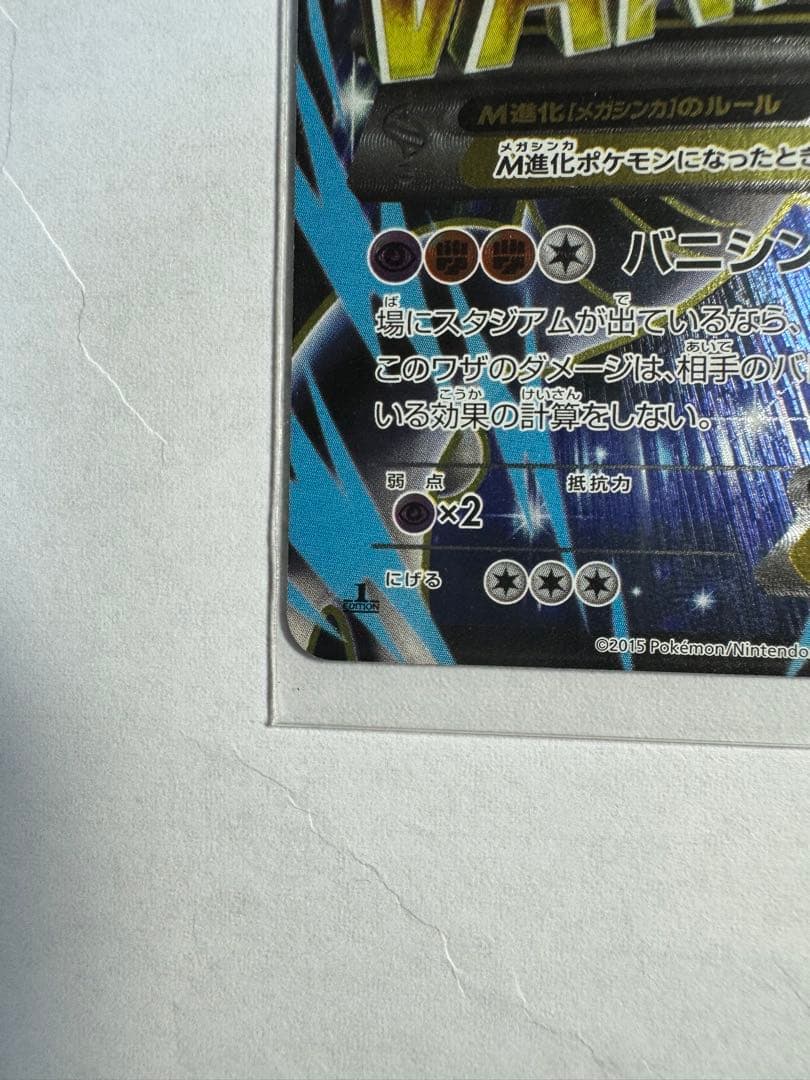 VAN
M進化[メガシンカ]のルール
メガシンカ
M進化ポケモンになったとき
バニシン
ば で
場にスタジアムが出ているなら、
あいて
このワザのダメージは、相手のバ
こうか けいさん
いる効果の計算をしない。
弱点 抵抗力
×2
にげる
1
EDITION
©2015 Pokémon/Nintendo